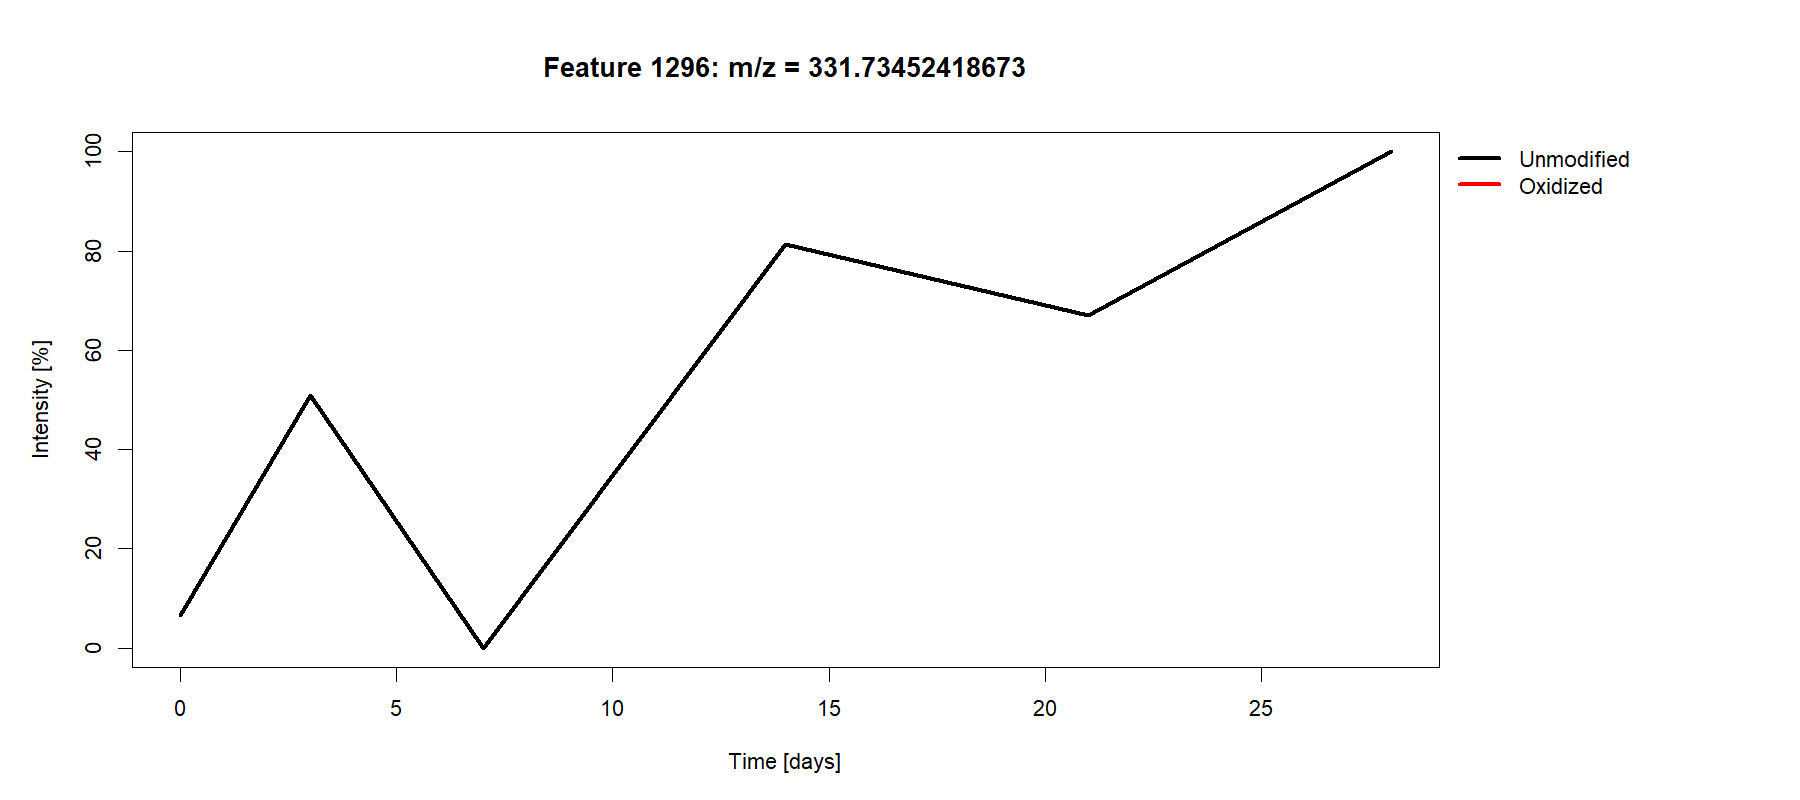 Feature 1296: m/z = 331.73452418673
Unmodified
Oxidized
Intensity [%]
100
80
60
40
20
0
0 5 10 15 20 25
Time [days]